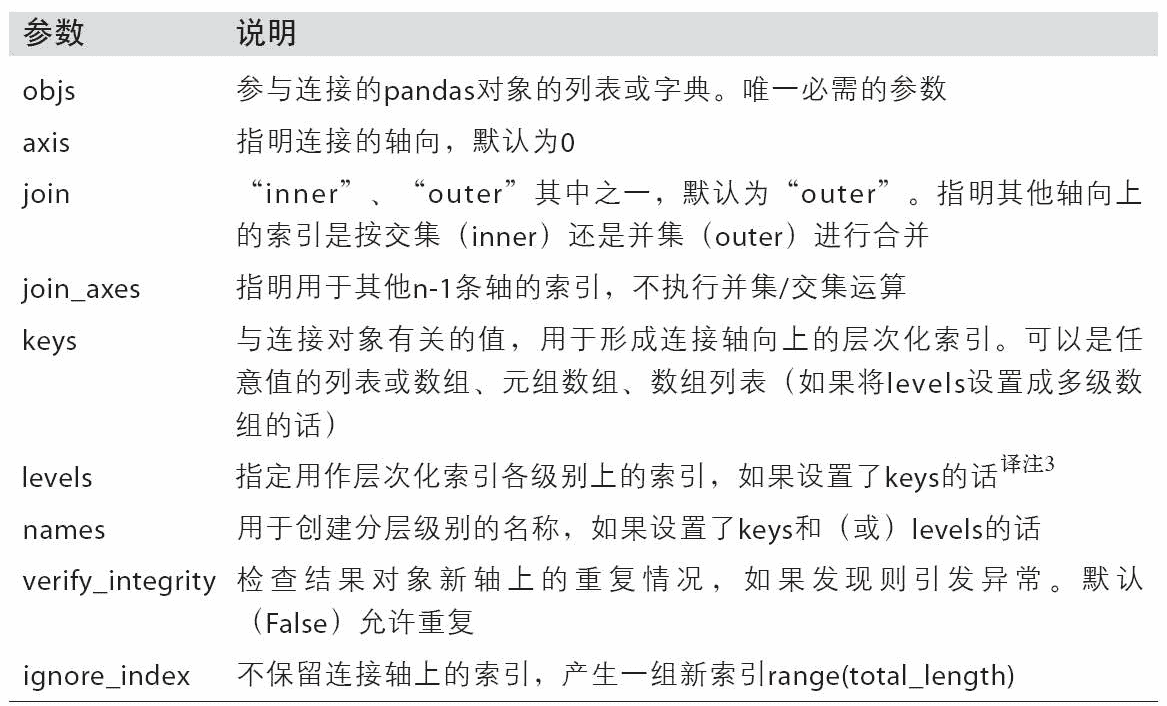 参数 说明
objs 参与连接的pandas对象的列表或字典。唯一必需的参数
axis 指明连接的轴向，默认为0
join “inner”、“outer”其中之一，默认为“outer”。指明其他轴向上
的索引是按交集（inner）还是并集（outer）进行合并
join_axes 指明用于其他n-1条轴的索引，不执行并集/交集运算
keys 与连接对象有关的值，用于形成连接轴向上的层次化索引。可以是任
意值的列表或数组、元组数组、数组列表（如果将levels设置成多级数
组的话）
levels 指定用作层次化索引各级别上的索引，如果设置了keys的话译注3
names 用于创建分层级别的名称，如果设置了keys和（或）levels的话
verify_integrity 检查结果对象新轴上的重复情况，如果发现则引发异常。默认
（False）允许重复
ignore_index 不保留连接轴上的索引，产生一组新索引range(total_length)